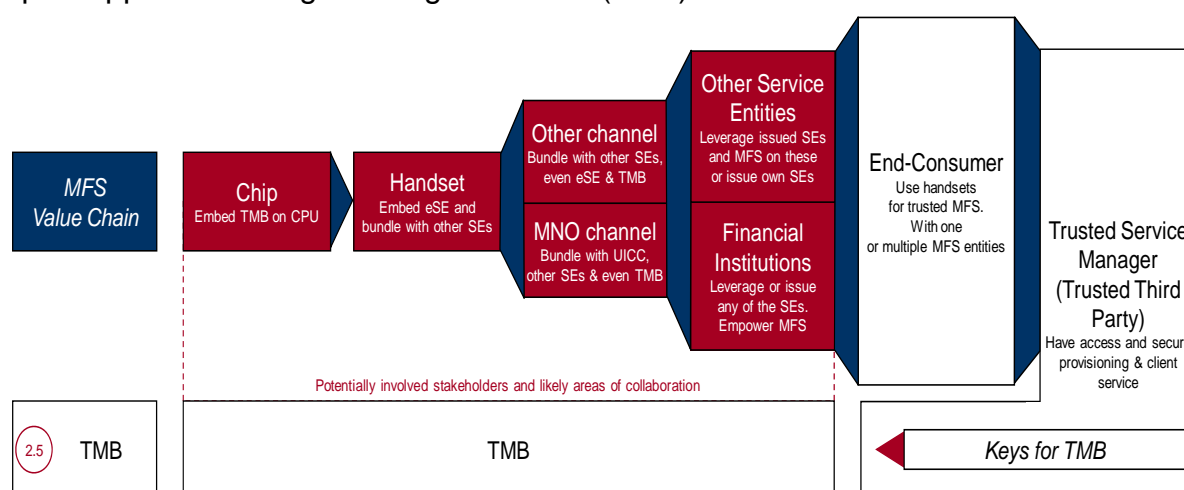 MFS
Value Chain
Chip
Embed TMB on CPU
Handset
Embed eSE and
bundle with other SEs
Other channel
Bundle with other SEs,
even eSE & TMB
MNO channel
Bundle with UICC,
other SEs & even TMB
Other Service
Entities
Leverage issued SEs
and MFS on these
or issue own SEs
Financial
Institutions
Leverage or issue
any of the SEs.
Empower MFS
End-Consumer
Use handsets
for trusted MFS.
With one
or multiple MFS entities
Trusted Service
Manager
(Trusted Third
Party)
Have access and secur
provisioning & client
service
Potentially involved stakeholders and likely areas of collaboration
2.5
TMB
TMB
Keys for TMB